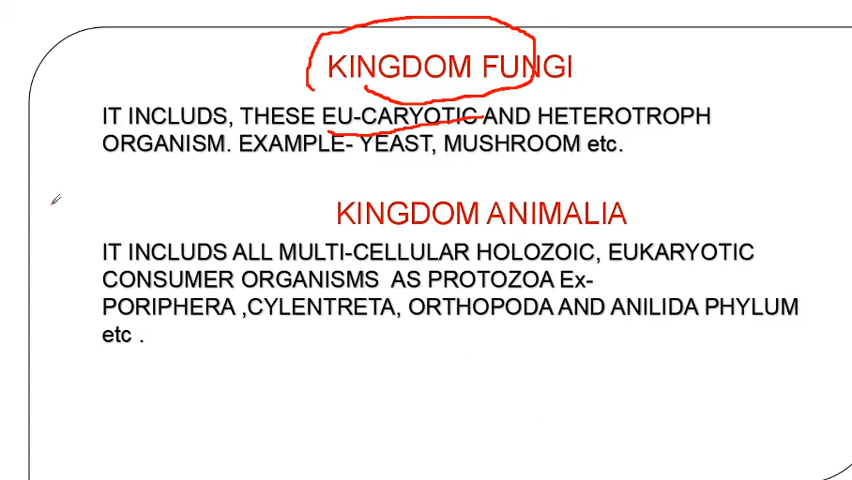 KINGDOM FUNGI
IT INCLUDS, THESE EU-CARYOTIC AND HETEROTROPH
ORGANISM. EXAMPLE- YEAST, MUSHROOM etc.
KINGDOM ANIMALIA
IT INCLUDS ALL MULTI-CELLULAR HOLOZOIC, EUKARYOTIC
CONSUMER ORGANISMS AS PROTOZOA Ex-
PORIPHERA ,CYLENTRETA, ORTHOPODA AND ANILIDA PHYLUM
etc .